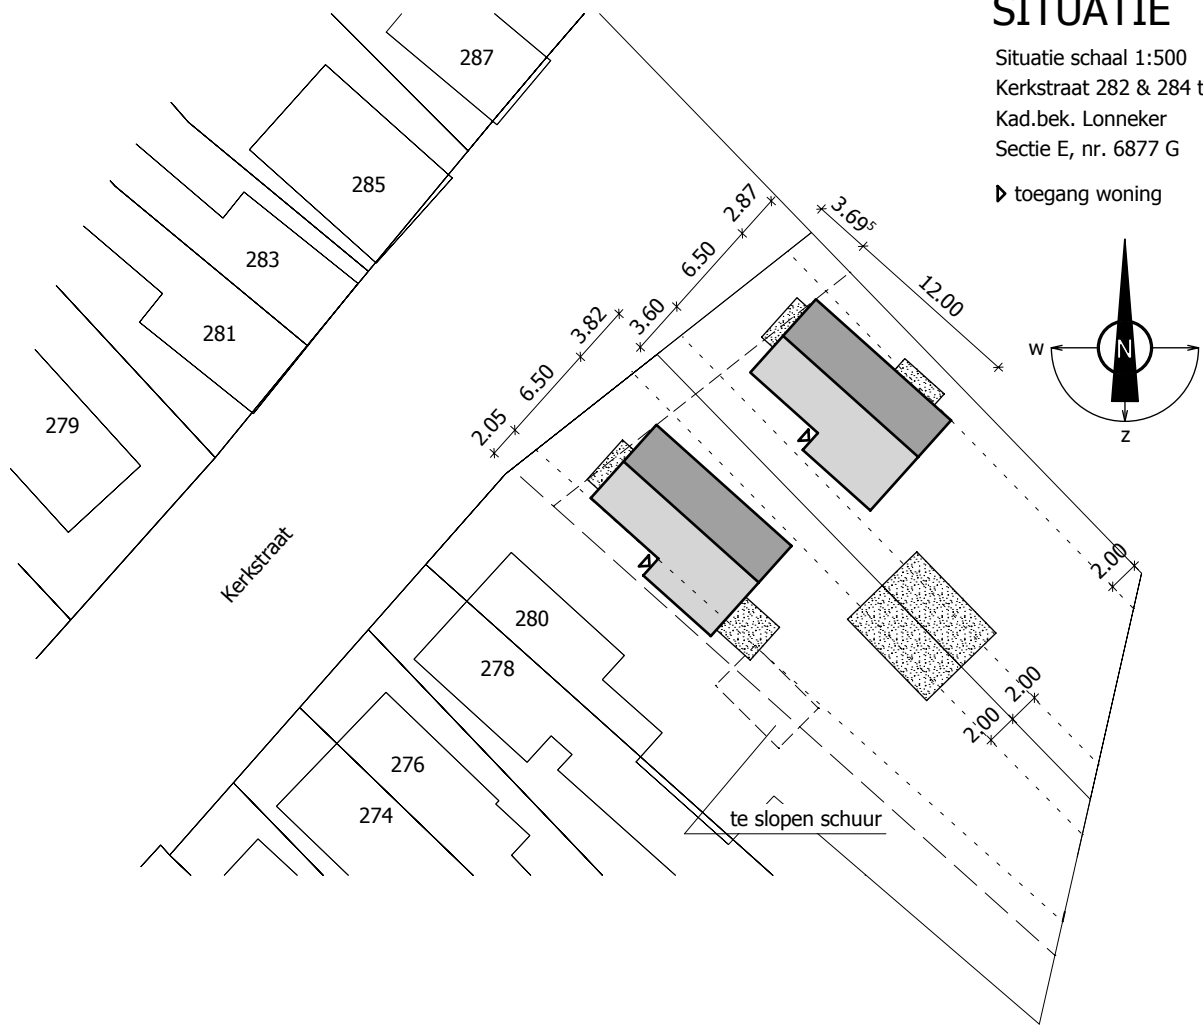 SITUATIE
Situatie schaal 1:500
Kerkstraat 282 & 284 t
Kad.bek. Lonneker
Sectie E, nr. 6877 G
toegang woning
287
285
283
281
279
2.87
6.50
3.60
3.69⁵
12.00
3.82
6.50
2.05
W
N
Z
Kerkstraat
280
278
276
274
2.00
2.00
2.00
te slopen schuur